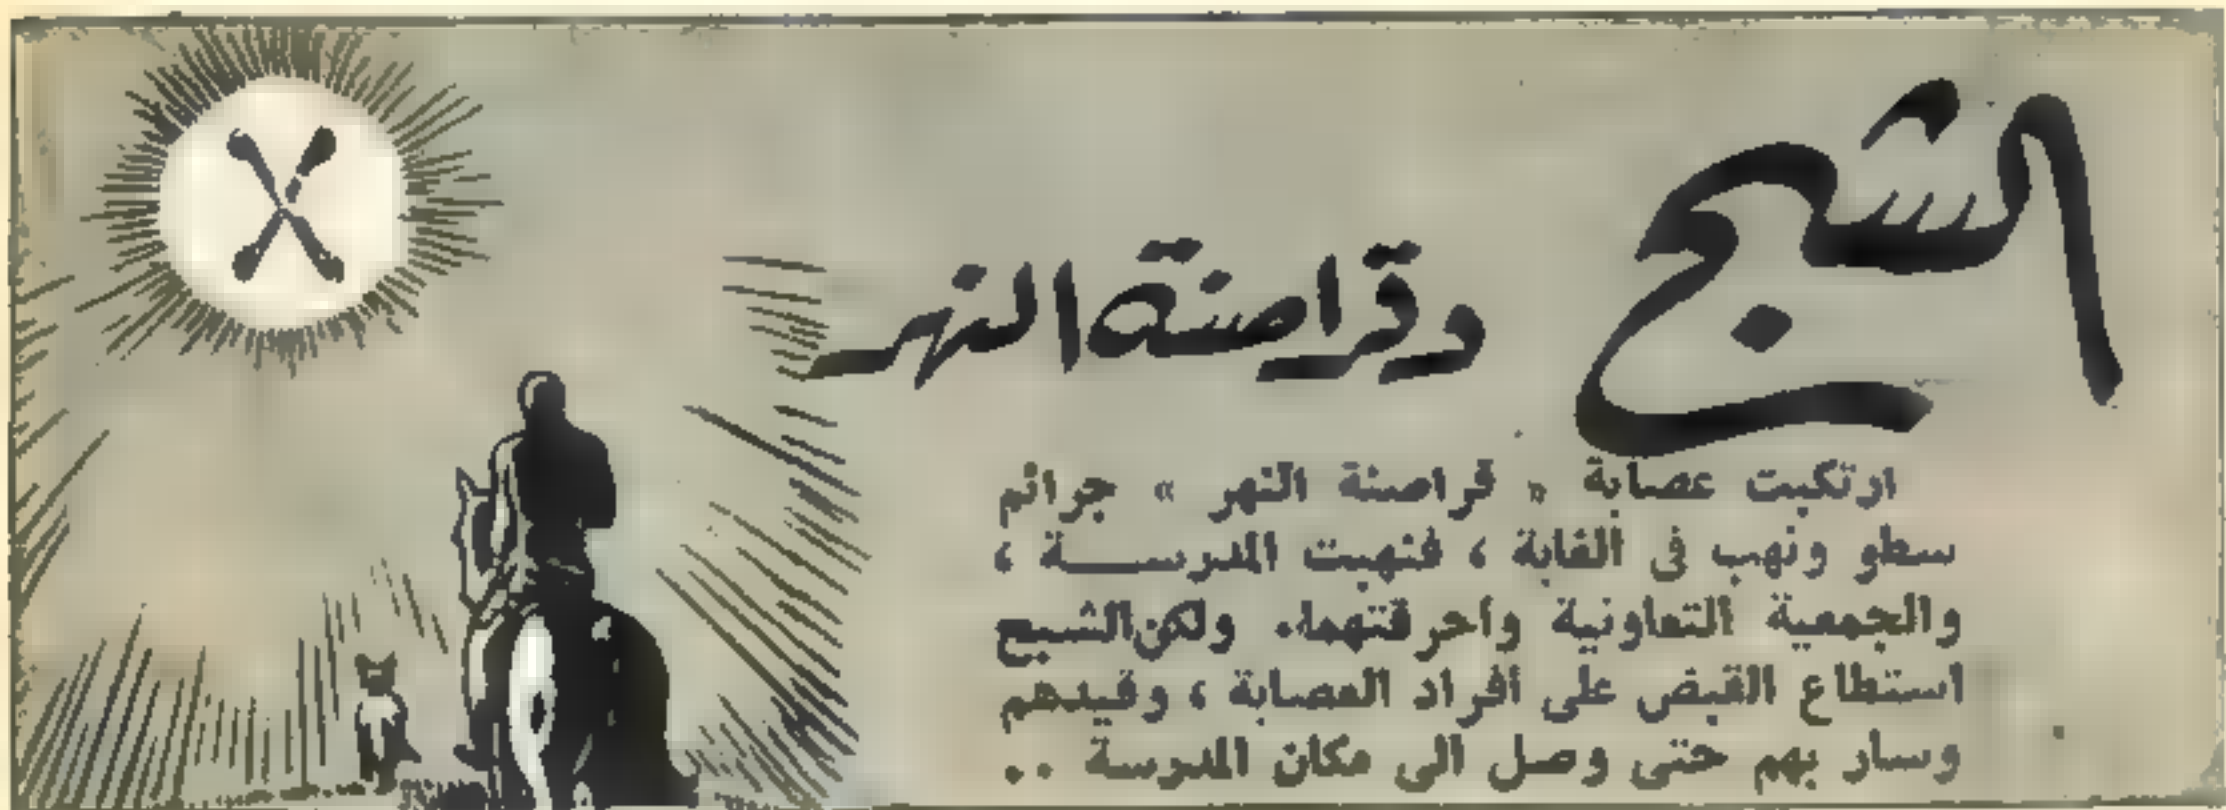 الشبح
وقراصنة النهر
ارتكبت عصابة « قراصنة النهر » جرائم
سطو ونهب فى الغابة ، فنهبت المدرســـة ،
والجمعية التعاونية واحرقتهما. ولكن الشبح
استطاع القبض على أفراد العصابة ، وقيدهم
وسار بهم حتى وصل الى مكان المدرسة ..